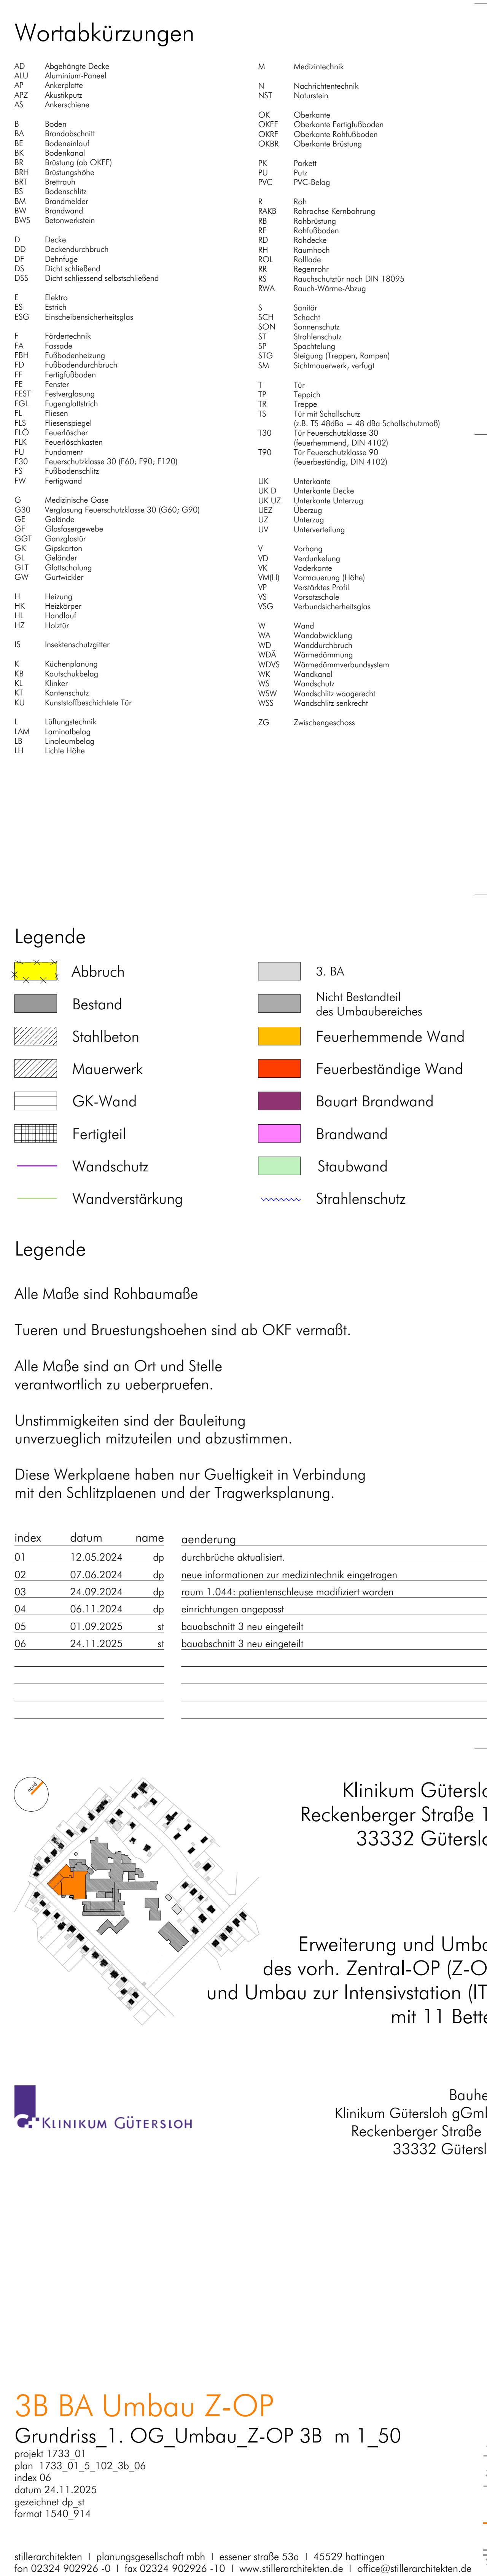 Wortabkürzungen
AD Abgehängte Decke
ALU Aluminium-Paneel
AP Ankerplatte
APZ Akustikputz
AS Ankerschiene
B Boden
BA Brandabschnitt
BE Bodeneinlauf
BK Bodenkanal
BR Brüstung (ab OKFF)
BRH Brüstungshöhe
BRT Brettrauh
BS Bodenschlitz
BM Brandmelder
BW Brandwand
BWS Betonwerkstein
D Decke
DD Deckendurchbruch
DF Dehnfuge
DS Dicht schließend
DSS Dicht schliessend selbstschließend
E Elektro
ES Estrich
ESG Einscheibensicherheitsglas
F Fördertechnik
FA Fassade
FBH Fußbodenheizung
FD Fußbodendurchbruch
FF Fertigfußboden
FE Fenster
FEST Festverglasung
FGL Fugenglattstrich
FL Fliesen
FLS Fliesenspiegel
FLÖ Feuerlöscher
FLK Feuerlöschkasten
FU Fundament
F30 Feuerschutzklasse 30 (F60; F90; F120)
FS Fußbodenschlitz
FW Fertigwand
G Medizinische Gase
G30 Verglasung Feuerschutzklasse 30 (G60; G90)
GE Gelände
GF Glasfasergewebe
GGT Ganzglastür
GK Gipskarton
GL Geländer
GLT Glattschalung
GW Gurtwickler
H Heizung
HK Heizkörper
HL Handlauf
HZ Holztür
IS Insektenschutzgitter
K Küchenplanung
KB Kautschukbelag
KL Klinker
KT Kantenschutz
KU Kunststoffbeschichtete Tür
L Lüftungstechnik
LAM Laminatbelag
LB Linoleumbelag
LH Lichte Höhe
M Medizintechnik
N Nachrichtentechnik
NST Naturstein
OK Oberkante
OKFF Oberkante Fertigfußboden
OKRF Oberkante Rohfußboden
OKBR Oberkante Brüstung
PK Parkett
PU Putz
PVC PVC-Belag
R Roh
RAKB Rohrachse Kernbohrung
RB Rohbrüstung
RF Rohfußboden
RD Rohdecke
RH Raumhoch
ROL Rolllade
RR Regenrohr
RS Rauchschutztür nach DIN 18095
RWA Rauch-Wärme-Abzug
S Sanitär
SCH Schacht
SON Sonnenschutz
ST Strahlenschutz
SP Spachtelung
STG Steigung (Treppen, Rampen)
SM Sichtmauerwerk, verfugt
T Tür
TP Teppich
TR Treppe
TS Tür mit Schallschutz
(z.B. TS 48dBa = 48 dBa Schallschutzmaß)
T30 Tür Feuerschutzklasse 30
(feuerhemmend, DIN 4102)
T90 Tür Feuerschutzklasse 90
(feuerbeständig, DIN 4102)
UK Unterkante
UK D Unterkante Decke
UK UZ Unterkante Unterzug
UEZ Überzug
UZ Unterzug
UV Unterverteilung
V Vorhang
VD Verdunkelung
VK Voderkante
VM(H) Vormauerung (Höhe)
VP Verstärktes Profil
VS Vorsatzschale
VSG Verbundsicherheitsglas
W Wand
WA Wandabwicklung
WD Wanddurchbruch
WDÄ Wärmedämmung
WDVS Wärmedämmverbundsystem
WK Wandkanal
WS Wandschutz
WSW Wandschlitz waagerecht
WSS Wandschlitz senkrecht
ZG Zwischengeschoss
Legende
Abbruch
Bestand
Stahlbeton
Mauerwerk
GK-Wand
Fertigteil
Wandschutz
Wandverstärkung
3. BA
Nicht Bestandteil
des Umbaubereiches
Feuerhemmende Wand
Feuerbeständige Wand
Bauart Brandwand
Brandwand
Staubwand
Strahlenschutz
Legende
Alle Maße sind Rohbaumaße
Tueren und Bruestungshoehen sind ab OKF vermaßt.
Alle Maße sind an Ort und Stelle
verantwortlich zu ueberpruefen.
Unstimmigkeiten sind der Bauleitung
unverzueglich mitzuteilen und abzustimmen.
Diese Werkplaene haben nur Gueltigkeit in Verbindung
mit den Schlitzplaenen und der Tragwerksplanung.
index datum name aenderung
01 12.05.2024 dp durchbrüche aktualisiert.
02 07.06.2024 dp neue informationen zur medizintechnik eingetragen
03 24.09.2024 dp raum 1.044: patientenschleuse modifiziert worden
04 06.11.2024 dp einrichtungen angepasst
05 01.09.2025 st bauabschnitt 3 neu eingeteilt
06 24.11.2025 st bauabschnitt 3 neu eingeteilt
nord
Klinikum Gütersl
Reckenberger Straße 1
33332 Gütersl
Erweiterung und Umb
des vorh. Zentral-OP (Z-O
und Umbau zur Intensivstation (IT
mit 11 Bett
KLINIKUM GÜTERSLOH
Bauhe
Klinikum Gütersloh gGm
Reckenberger Straße
33332 Gütersl
3B BA Umbau Z-OP
Grundriss_1. OG_Umbau_Z-OP 3B m 1_50
projekt 1733_01
plan 1733_01_5_102_3b_06
index 06
datum 24.11.2025
gezeichnet dp_st
format 1540_914
stillerarchitekten I planungsgesellschaft mbh I essener straße 53a I 45529 hattingen
fon 02324 902926 -0 I fax 02324 902926 -10 I www.stillerarchitekten.de I office@stillerarchitekten.de